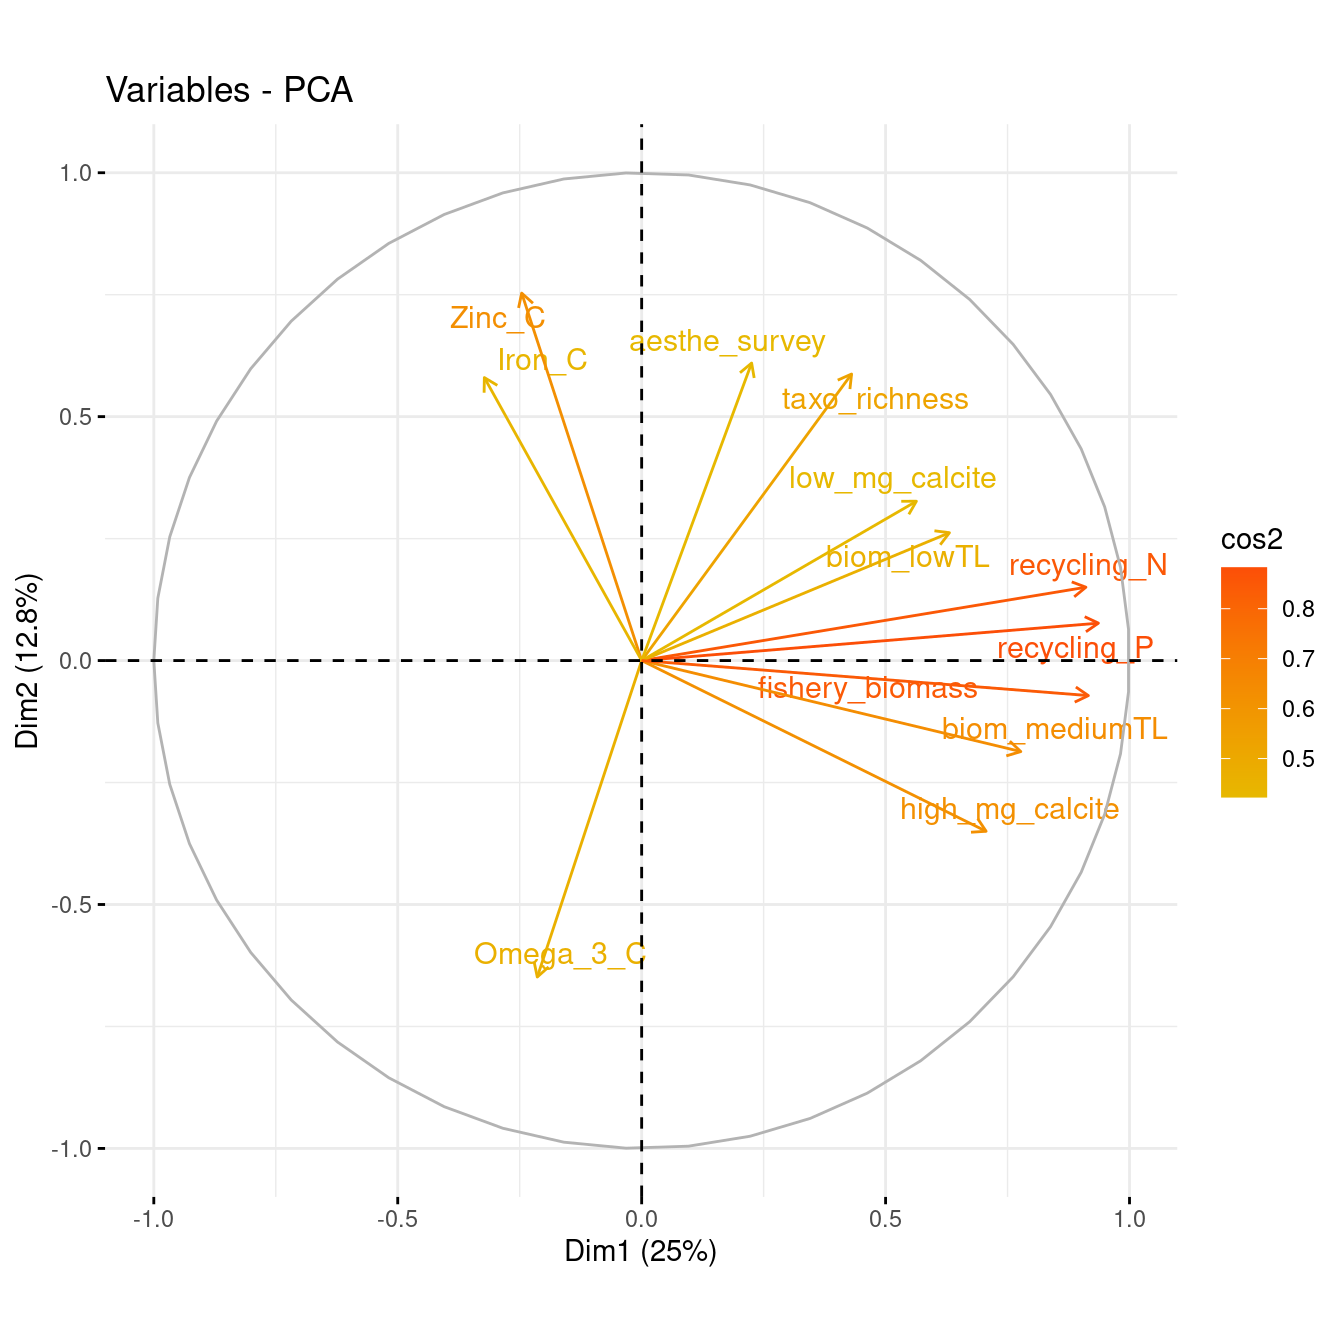 Variables - PCA
1.0
0.5
0.0
-0.5
-1.0
Dim2 (12.8%)
Zinc_C
Iron_C
aesthe_survey
taxo_richness
low_mg_calcite
biom_lowTL
recycling_N
recycling_P
fishery_biomass
biom_mediumTL
high_mg_calcite
Omega_3_C
-1.0
-0.5
0.0
0.5
1.0
Dim1 (25%)
cos2
0.8
0.7
0.6
0.5